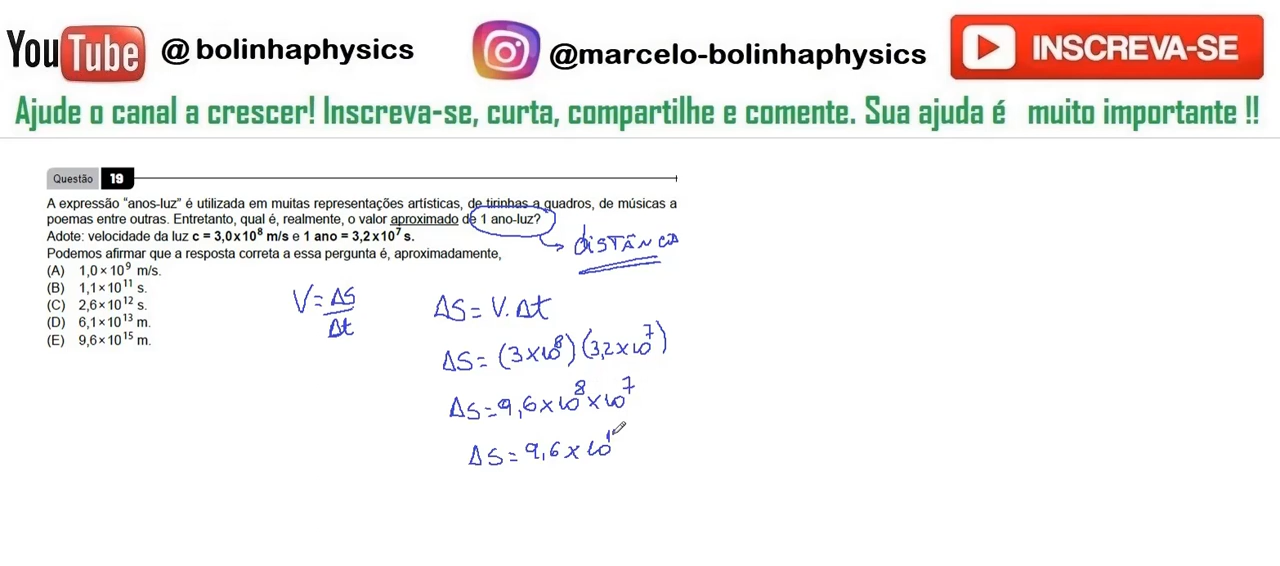 YouTube @ bolinhaphysics @marcelo-bolinhaphysics INSCREVA-SE
Ajude o canal a crescer! Inscreva-se, curta, compartilhe e comente. Sua ajuda é muito importante !!
Questão 19
A expressão "anos-luz" é utilizada em muitas representações artísticas, de tirinhas a quadros, de músicas a
poemas entre outras. Entretanto, qual é, realmente, o valor aproximado de 1 ano-luz?
Adote: velocidade da luz c = 3,0x10⁸ m/s e 1 ano = 3,2x10⁷ s.
DISTÂNCIA
Podemos afirmar que a resposta correta a essa pergunta é, aproximadamente,
(A) 1,0 × 10⁹ m/s.
(B) 1,1× 10¹¹ s.
(C) 2,6× 10¹² s.
(D) 6,1× 10¹³ m.
(E) 9,6× 10¹⁵ m.
V = ΔS/Δt
ΔS = V. Δt
ΔS = (3 x 10⁸) (3,2 x 10⁷)
ΔS = 9,6 x 10⁸ x 10⁷
ΔS = 9,6 x 10¹